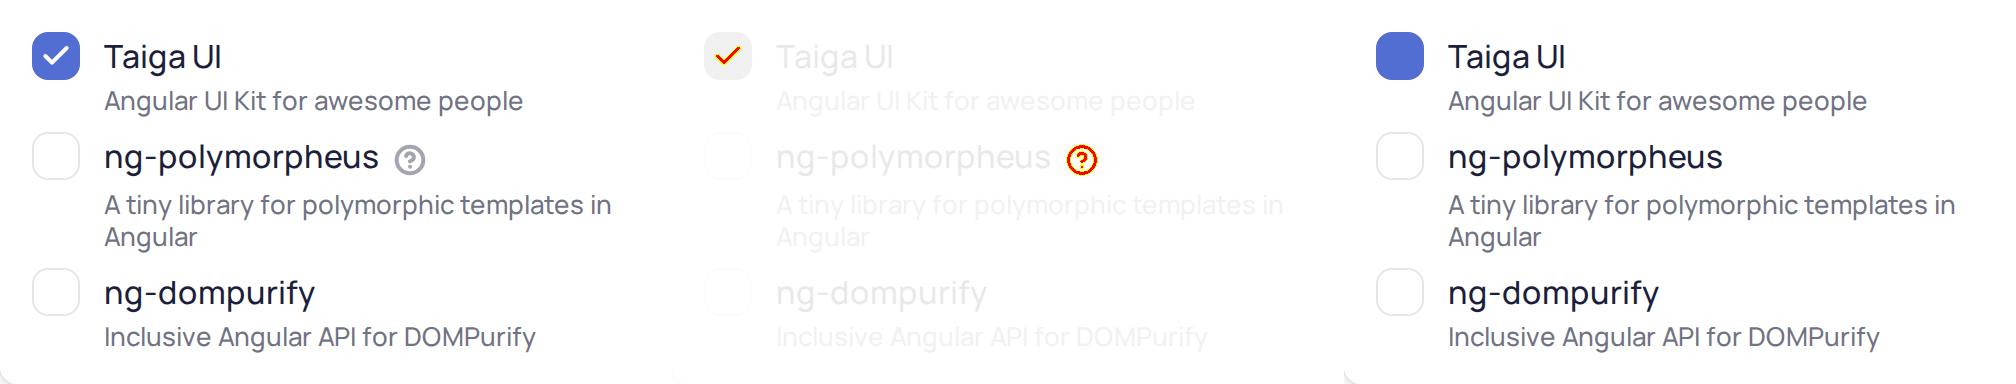 Taiga UI
Angular UI Kit for awesome people
ng-polymorpheus ?
A tiny library for polymorphic templates in
Angular
ng-dompurify
Inclusive Angular API for DOMPurify
Taiga UI
Angular UI Kit for awesome people
ng-polymorpheus ?
A tiny library for polymorphic templates in
Angular
ng-dompurify
Inclusive Angular API for DOMPurify
Taiga UI
Angular UI Kit for awesome people
ng-polymorpheus
A tiny library for polymorphic templates in
Angular
ng-dompurify
Inclusive Angular API for DOMPurify